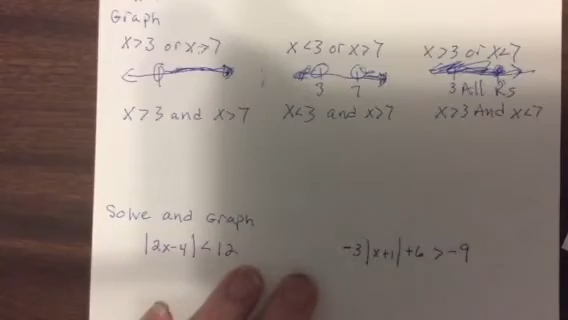 Graph
x>3 or x>7   x<3 or x>7   x>3 or x<7
3 7   3 All Rs
x>3 and x>7   x<3 and x>7   x>3 And x<7
Solve and Graph
|2x-4|<12   -3|x+1|+6 >-9